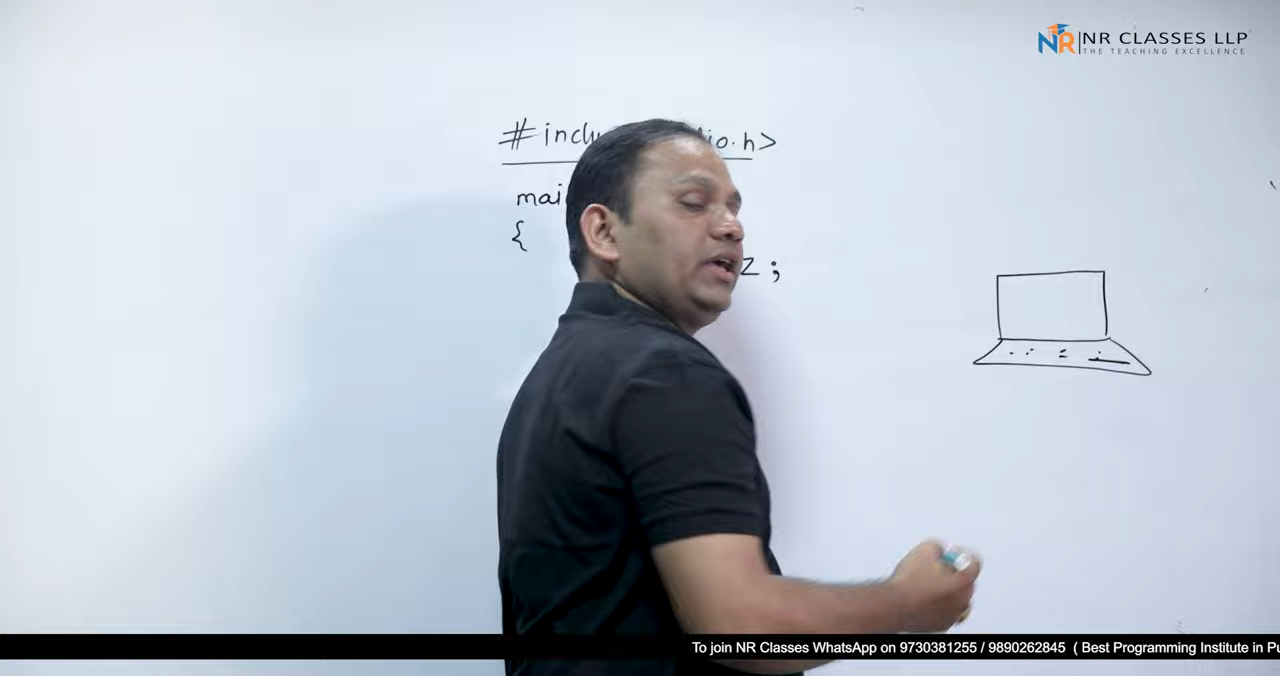 NR NR CLASSES LLP
THE TEACHING EXCELLENCE
#inclu io.h>
mai
{
z;
To join NR Classes WhatsApp on 9730381255 / 9890262845 ( Best Programming Institute in Pu